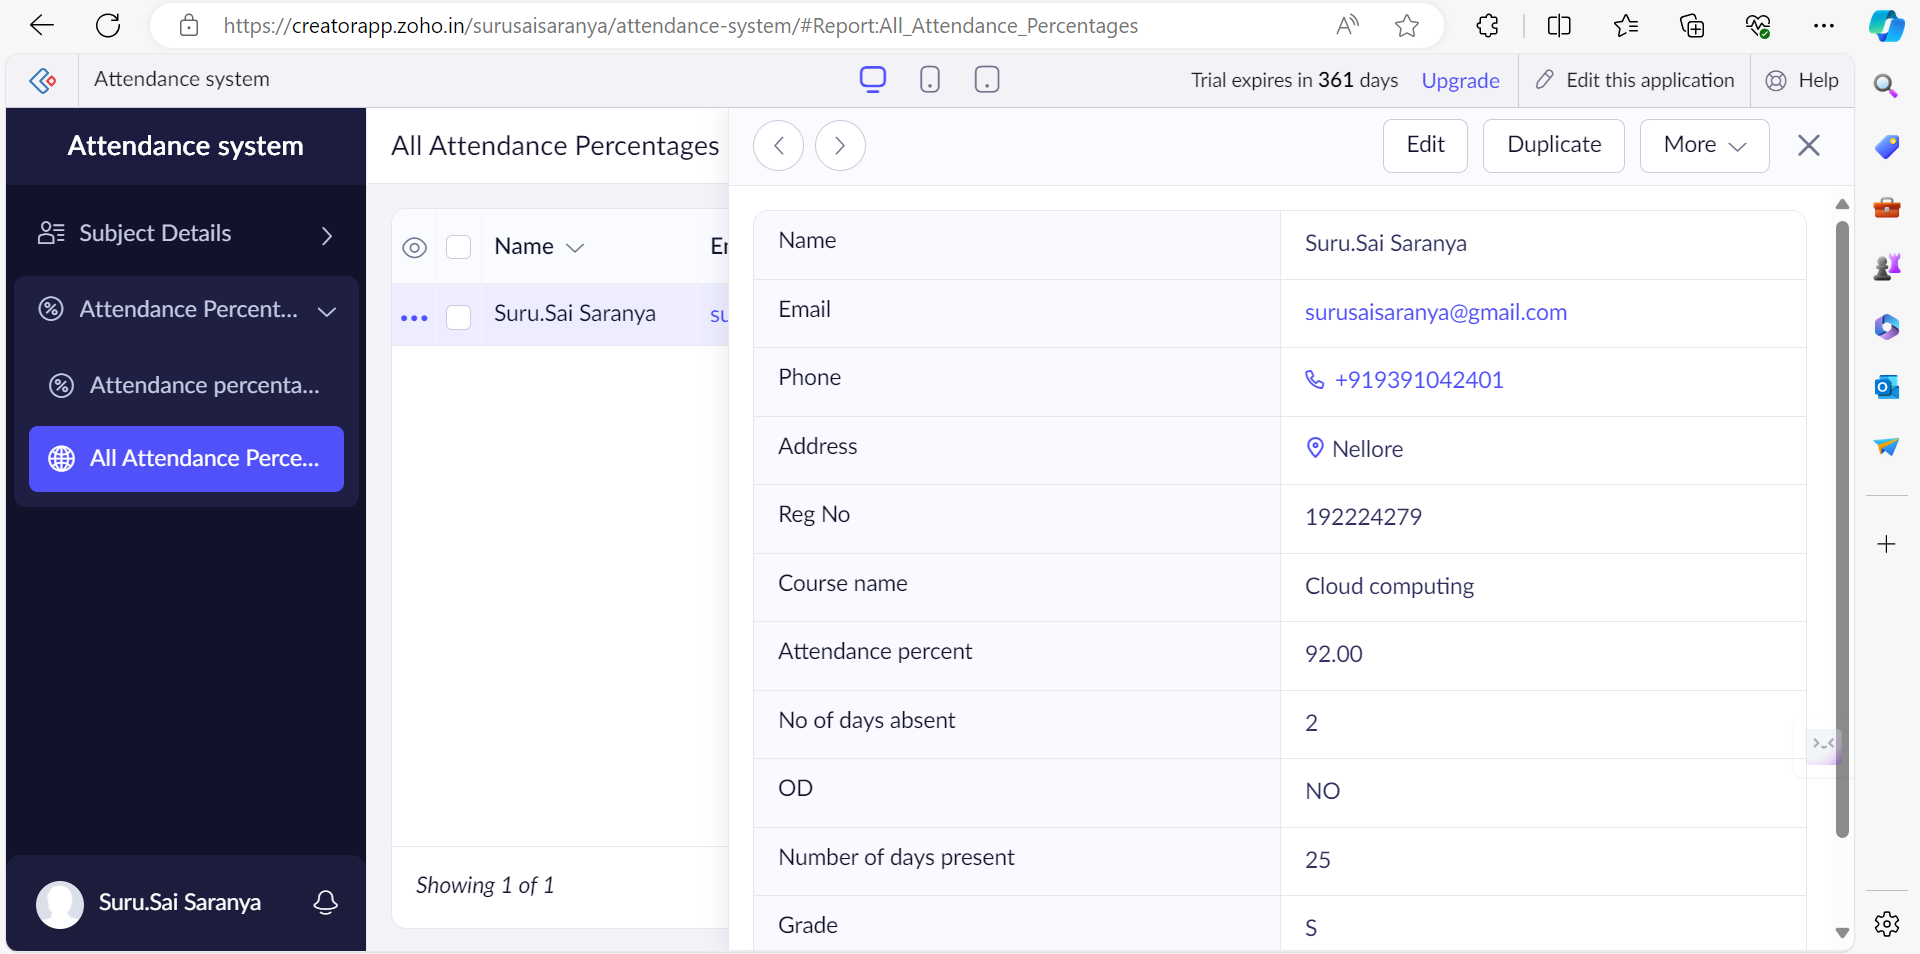 https://creatorapp.zoho.in/surusaisaranya/attendance-system/#Report:All_Attendance_Percentages
Attendance system
Trial expires in 361 days Upgrade
Edit this application
Help
Attendance system
Subject Details
Attendance Percent...
Attendance percenta...
All Attendance Perce...
Suru.Sai Saranya
All Attendance Percentages
Name
Er
Suru.Sai Saranya
su
Showing 1 of 1
Edit
Duplicate
More
Name Suru.Sai Saranya
Email surusaisaranya@gmail.com
Phone +919391042401
Address Nellore
Reg No 192224279
Course name Cloud computing
Attendance percent 92.00
No of days absent 2
OD NO
Number of days present 25
Grade S